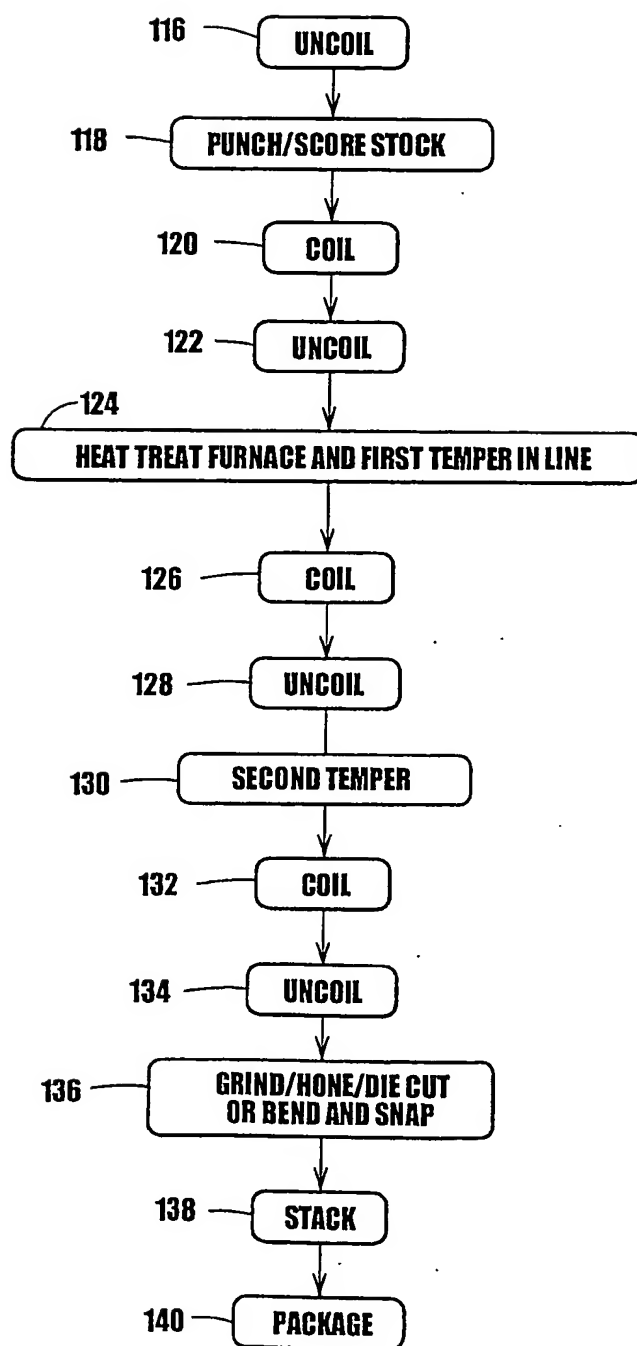 116 UNCOIL
118 PUNCH/SCORE STOCK
120 COIL
122 UNCOIL
124
HEAT TREAT FURNACE AND FIRST TEMPER IN LINE
126 COIL
128 UNCOIL
130 SECOND TEMPER
132 COIL
134 UNCOIL
136 GRIND/HONE/DIE CUT
OR BEND AND SNAP
138 STACK
140 PACKAGE